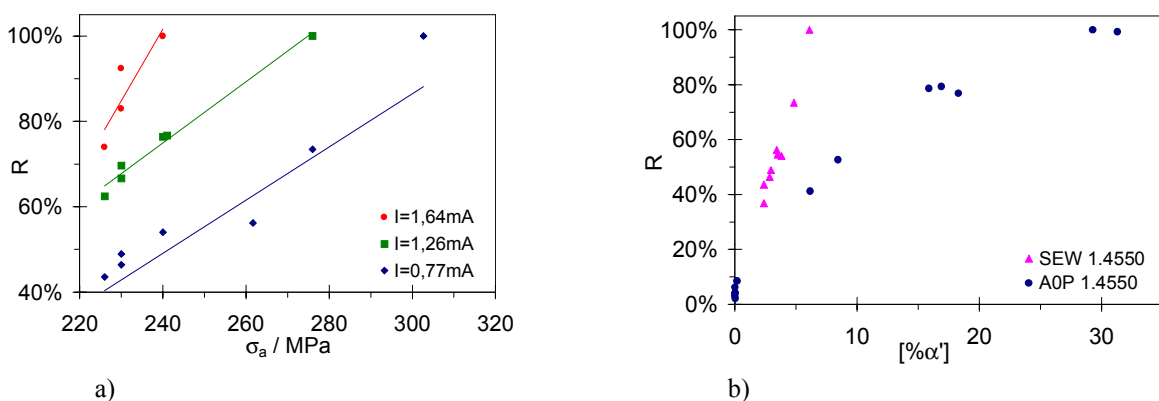 100%
80%
60%
40%
R
220
240
260
280
300
320
σa / MPa
I=1,64mA
I=1,26mA
I=0,77mA
a)
100%
80%
60%
40%
20%
0%
R
0
10
20
30
[%α']
SEW 1.4550
A0P 1.4550
b)